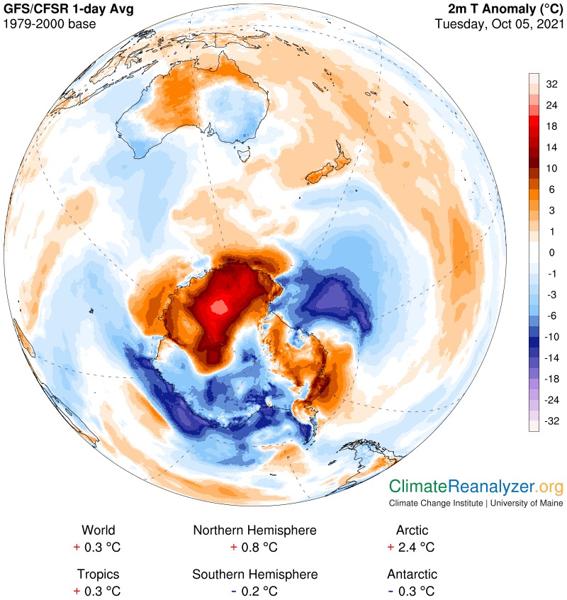 GFS/CFSR 1-day Avg
1979-2000 base
2m T Anomaly (°C)
Tuesday, Oct 05, 2021
32
24
18
14
10
6
3
1
0
-1
-3
-6
-10
-14
-18
-24
-32
ClimateReanalyzer.org
Climate Change Institute | University of Maine
World
+ 0.3 °C
Northern Hemisphere
+ 0.8 °C
Arctic
+ 2.4 °C
Tropics
+ 0.3 °C
Southern Hemisphere
- 0.2 °C
Antarctic
- 0.3 °C